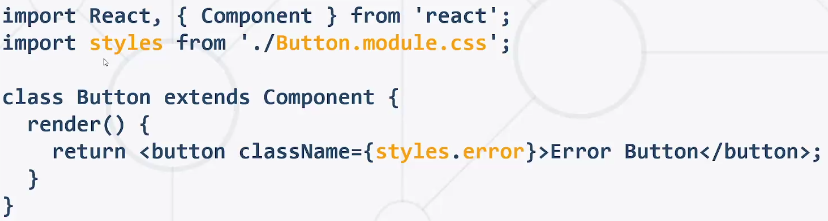 import React, { Component } from 'react';
import styles from './Button.module.css';
class Button extends Component {
render() {
return <button className={styles.error}>Error Button</button>;
}
}